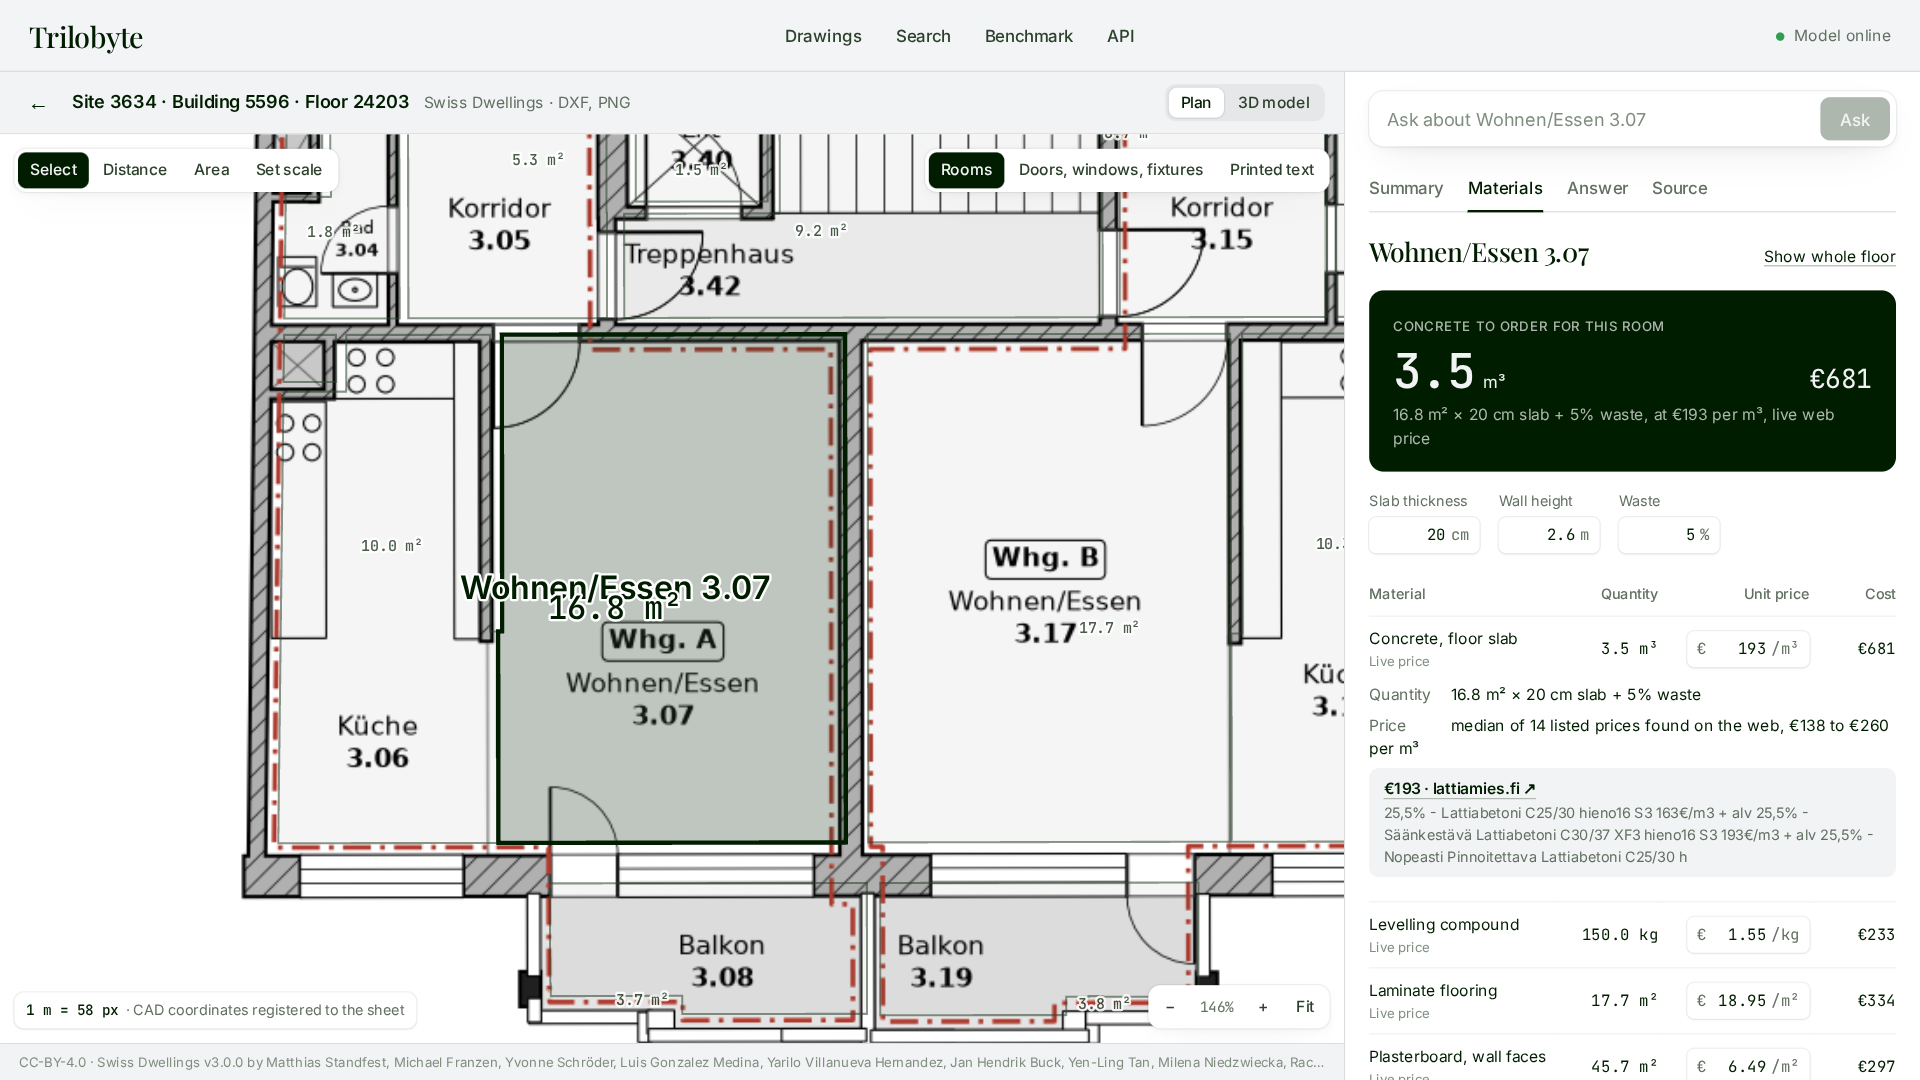 Trilobyte
Drawings Search Benchmark API
Model online
← Site 3634 · Building 5596 · Floor 24203 Swiss Dwellings · DXF, PNG
Plan 3D model
Select Distance Area Set scale
Rooms Doors, windows, fixtures Printed text
5.3 m²
3.40
1.5 m²
Korridor
3.05
1.8 m²
3.04
Treppenhaus
3.42
9.2 m²
Korridor
3.15
10.0 m²
Wohnen/Essen 3.07
16.8 m²
Whg. A
Wohnen/Essen
3.07
Whg. B
Wohnen/Essen
3.17
17.7 m²
Küche
3.06
Balkon
3.08
3.7 m²
Balkon
3.19
3.8 m²
1 m = 58 px · CAD coordinates registered to the sheet
− 146% + Fit
CC-BY-4.0 · Swiss Dwellings v3.0.0 by Matthias Standfest, Michael Franzen, Yvonne Schröder, Luis Gonzalez Medina, Yarilo Villanueva Hernandez, Jan Hendrik Buck, Yen-Ling Tan, Milena Niedzwiecka, Rac...
Ask about Wohnen/Essen 3.07
Ask
Summary Materials Answer Source
Wohnen/Essen 3.07
Show whole floor
CONCRETE TO ORDER FOR THIS ROOM
3.5 m³ €681
16.8 m² × 20 cm slab + 5% waste, at €193 per m³, live web
price
Slab thickness Wall height Waste
20 cm 2.6 m 5 %
Material Quantity Unit price Cost
Concrete, floor slab 3.5 m³ € 193 /m³ €681
Live price
Quantity 16.8 m² × 20 cm slab + 5% waste
Price median of 14 listed prices found on the web, €138 to €260
per m³
€193 · lattiamies.fi ↗
25,5% - Lattiabetoni C25/30 hieno16 S3 163€/m3 + alv 25,5% -
Säänkestävä Lattiabetoni C30/37 XF3 hieno16 S3 193€/m3 + alv 25,5% -
Nopeasti Pinnoitettava Lattiabetoni C25/30 h
Levelling compound 150.0 kg € 1.55 /kg €233
Live price
Laminate flooring 17.7 m² € 18.95 /m² €334
Live price
Plasterboard, wall faces 45.7 m² € 6.49 /m² €297
Live price